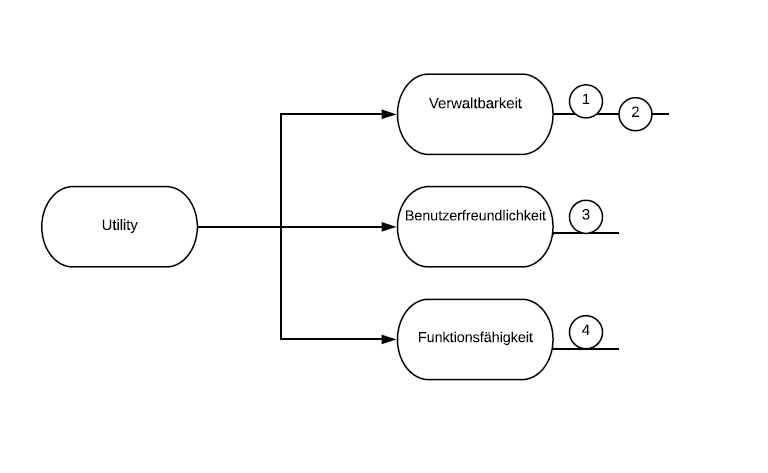 Verwaltbarkeit
1
2
Utility
Benutzerfreundlichkeit
3
Funktionsfähigkeit
4